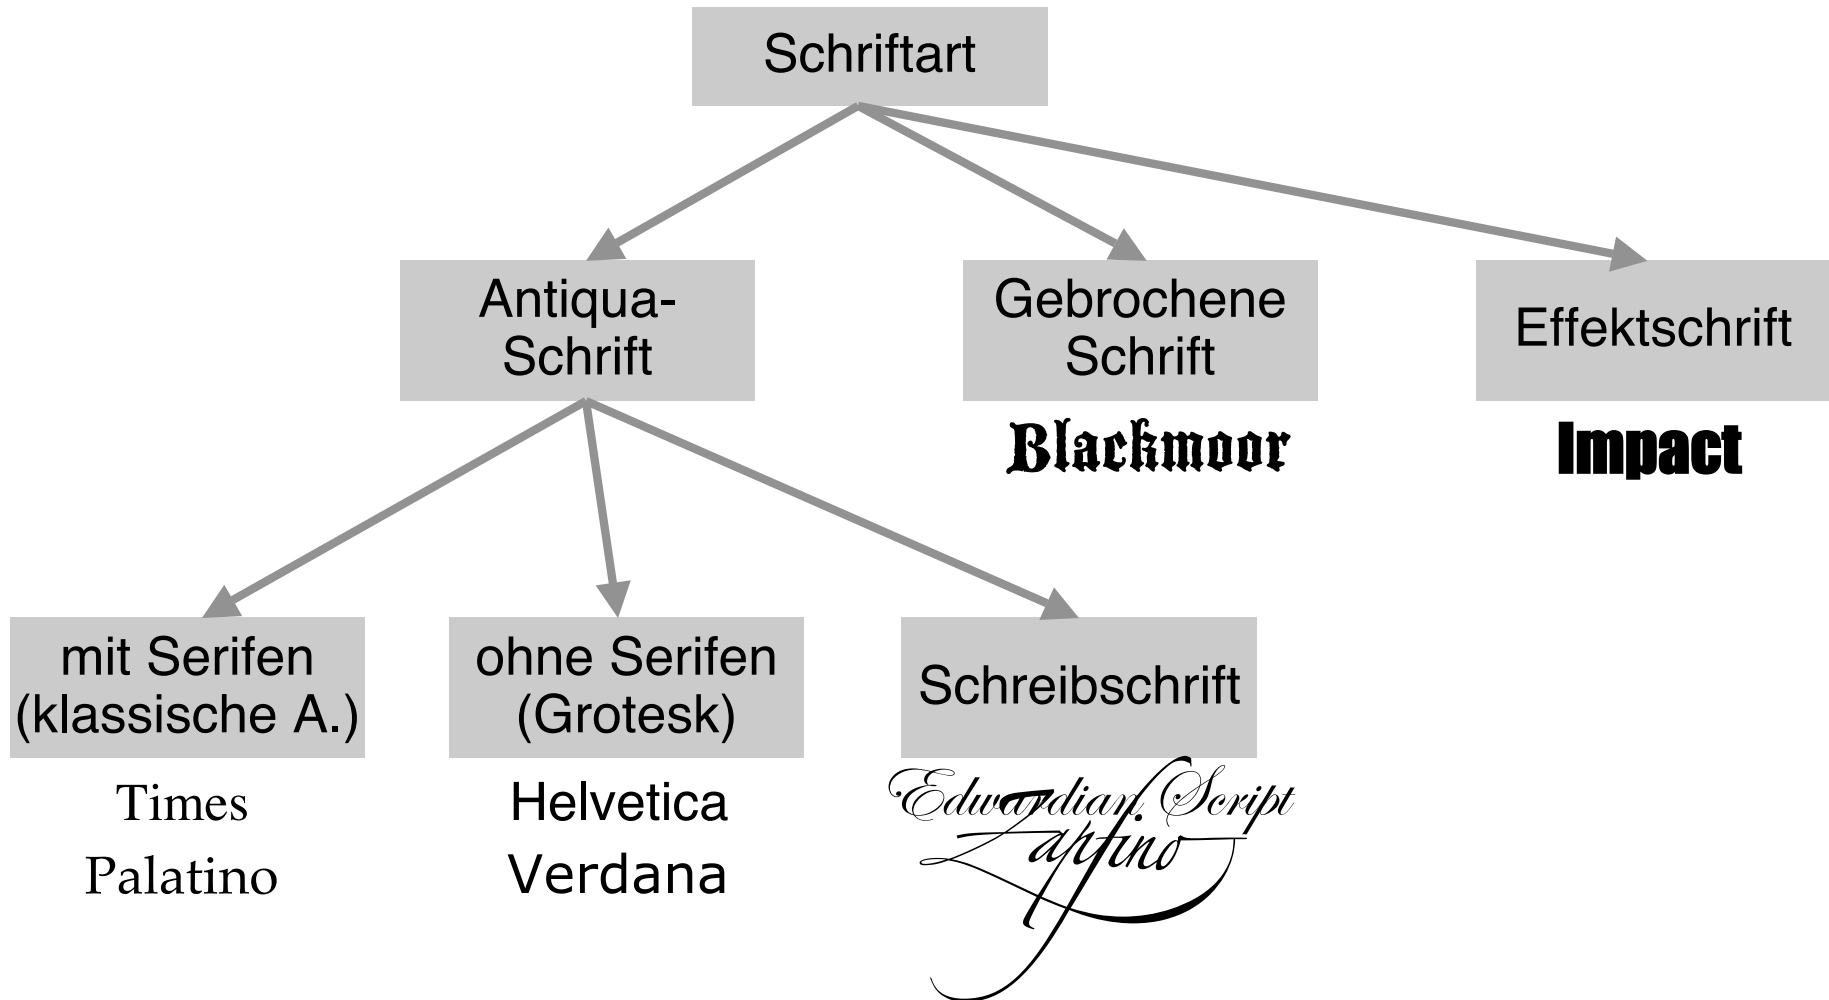 Schriftart
Antiqua-
Schrift
Gebrochene
Schrift
Effektschrift
Blackmoor
Impact
mit Serifen
(klassische A.)
ohne Serifen
(Grotesk)
Schreibschrift
Times
Palatino
Helvetica
Verdana
Edwardian Script
Zapfino